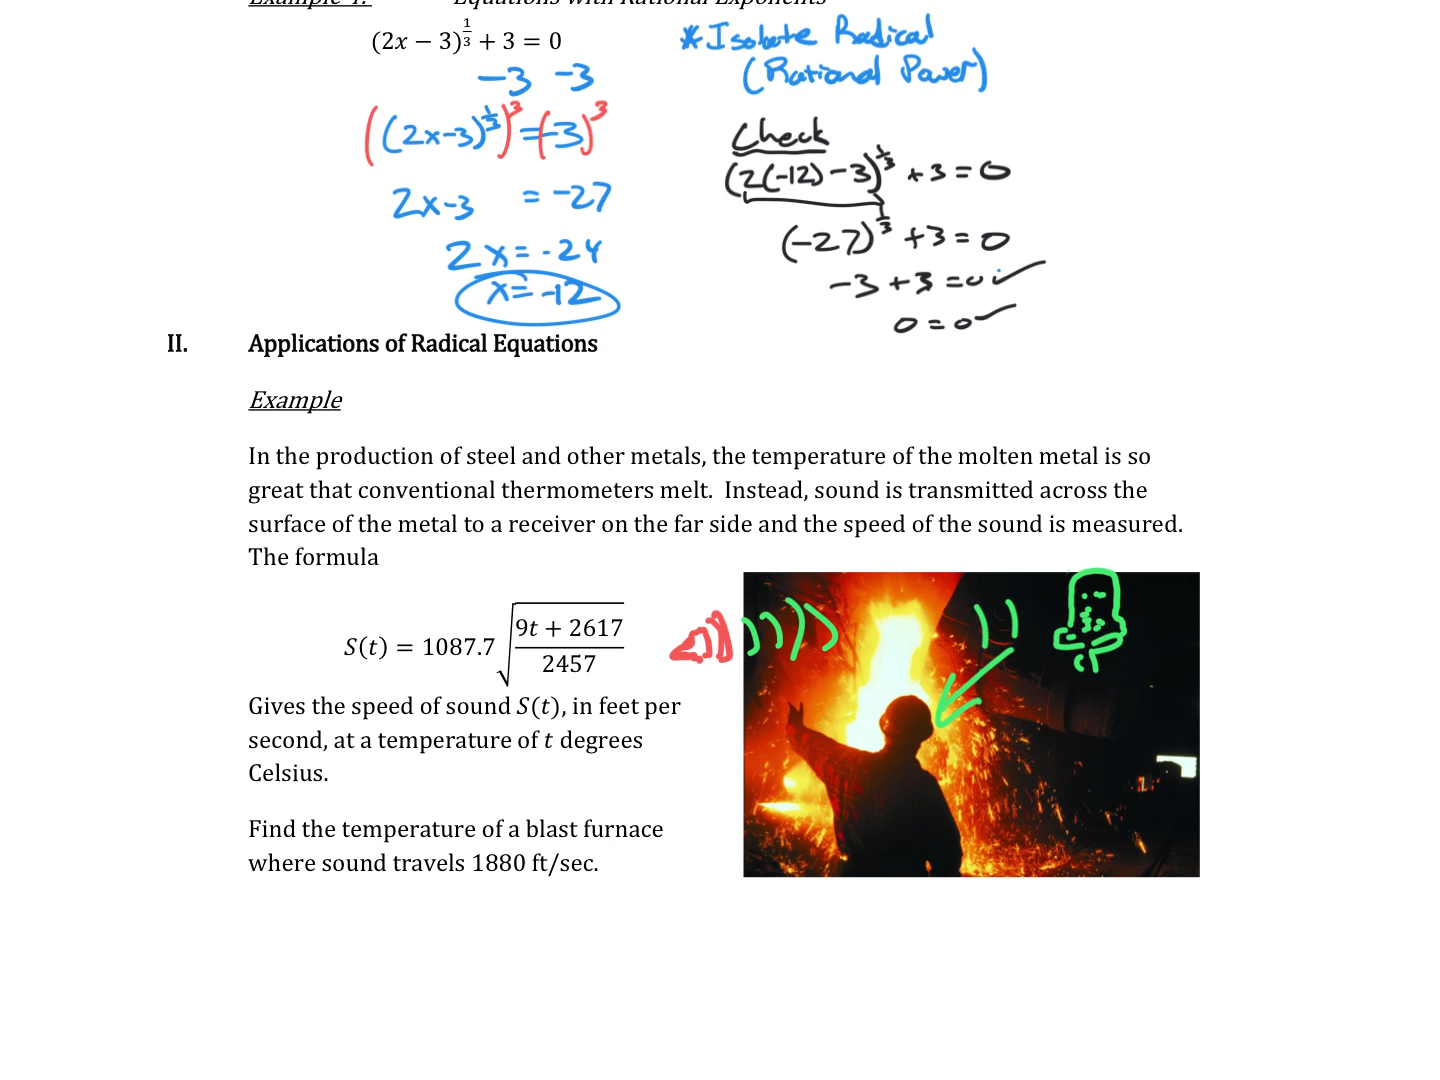 Example 4: Equations with Rational Exponents
(2x − 3)^(1/3) + 3 = 0
−3 −3
((2x−3)^(1/3))^3 = (−3)^3
2x−3 = −27
2x = -24
x = -12
*Isolate Radical
(Rational Power)
Check
(2(−12)−3)^(1/3) + 3 = 0
(−27)^(1/3) + 3 = 0
−3 + 3 = 0 ✓
0 = 0 ✓
II. Applications of Radical Equations
Example
In the production of steel and other metals, the temperature of the molten metal is so
great that conventional thermometers melt. Instead, sound is transmitted across the
surface of the metal to a receiver on the far side and the speed of the sound is measured.
The formula
S(t) = 1087.7 √((9t + 2617)/2457)
Gives the speed of sound S(t), in feet per
second, at a temperature of t degrees
Celsius.
Find the temperature of a blast furnace
where sound travels 1880 ft/sec.